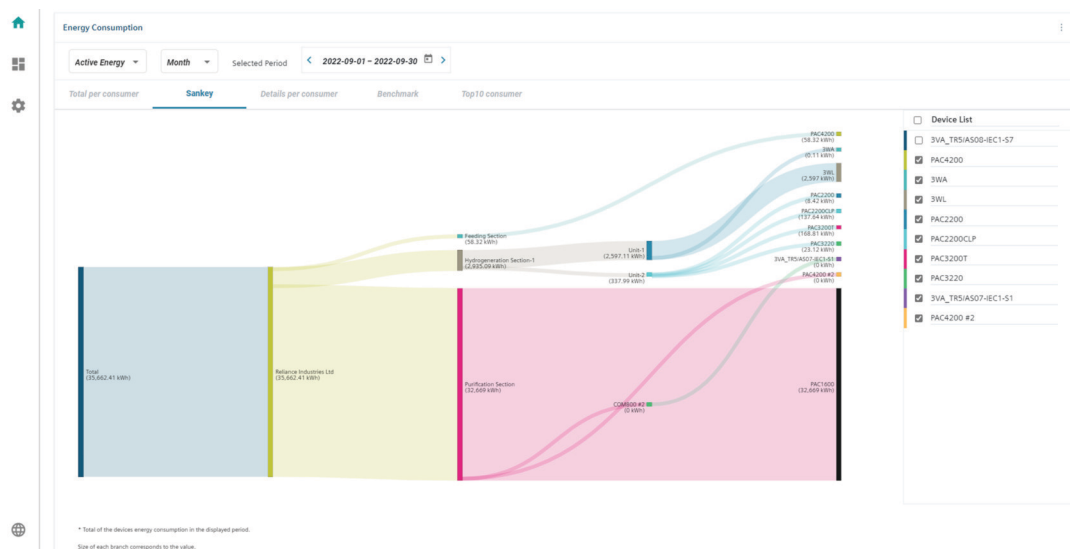 Energy Consumption
Active Energy
Month
Selected Period
2022-09-01 – 2022-09-30
Total per consumer
Sankey
Details per consumer
Benchmark
Top10 consumer
Device List
3VA_TR5/AS08-IEC1-S7
PAC4200
3WA
3WL
PAC2200
PAC2200CLP
PAC3200T
PAC3220
3VA_TR5/AS07-IEC1-S1
PAC4200 #2
Total
(35,662.41 kWh)
Reliance Industries Ltd
(35,662.41 kWh)
Feeding Section
(58.32 kWh)
Hydrogeneration Section-1
(2,935.09 kWh)
Purification Section
(32,669 kWh)
Unit-1
(2,597.11 kWh)
Unit-2
(337.99 kWh)
COM800 #2
(0 kWh)
PAC4200
(58.32 kWh)
3WA
(0.11 kWh)
3WL
(2,597 kWh)
PAC2200
(8.42 kWh)
PAC2200CLP
(137.64 kWh)
PAC3200T
(168.81 kWh)
PAC3220
(23.12 kWh)
3VA_TR5/AS07-IEC1-S1
(0 kWh)
PAC4200 #2
(0 kWh)
PAC1600
(32,669 kWh)
* Total of the devices energy consumption in the displayed period.
Size of each branch corresponds to the value.